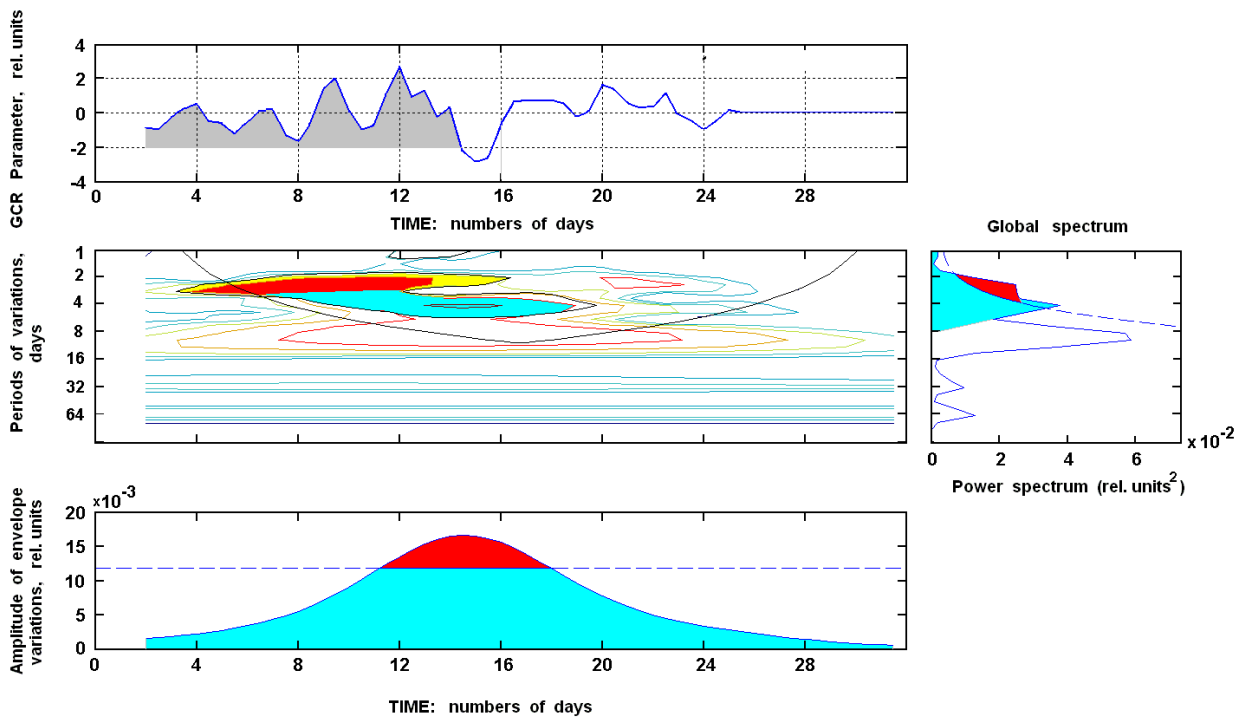 GCR Parameter, rel. units
4
2
0
-2
-4
0 4 8 12 16 20 24 28
TIME: numbers of days
Periods of variations,
days
1
2
4
8
16
32
64
Global spectrum
0 2 4 6
x10⁻²
Power spectrum (rel. units²)
Amplitude of envelope
variations, rel. units
x10⁻³
20
15
10
5
0
0 4 8 12 16 20 24 28
TIME: numbers of days